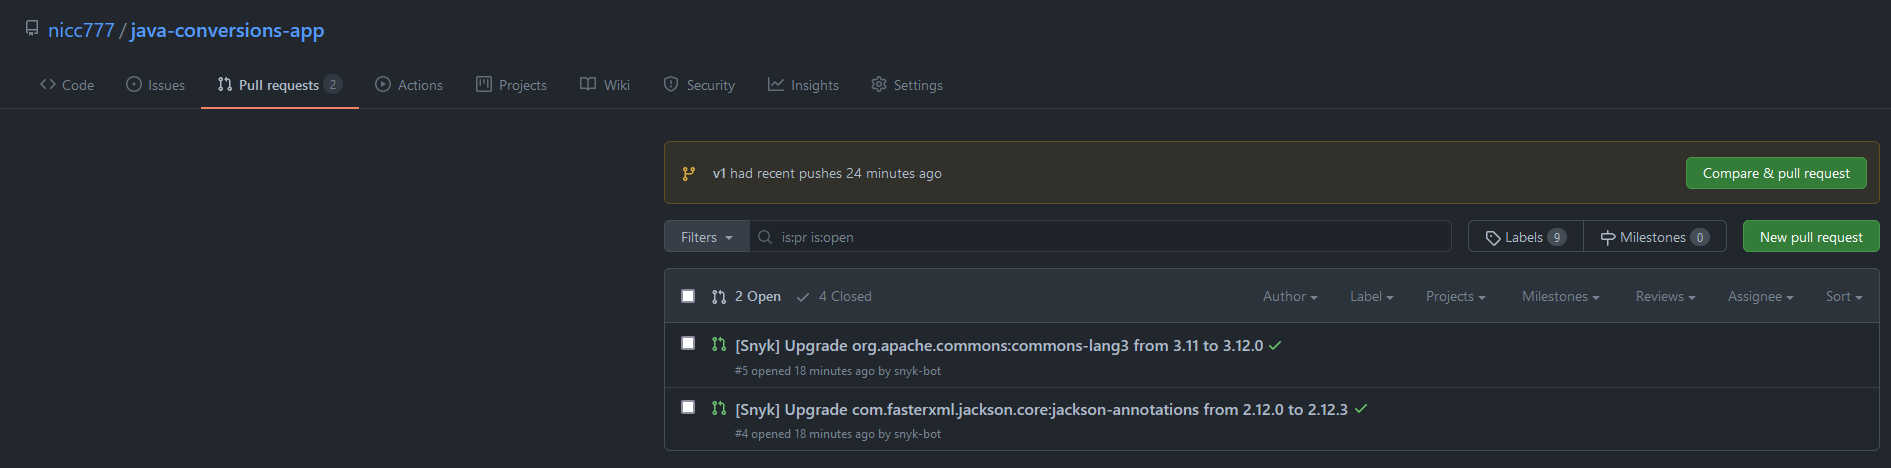 nicc777 / java-conversions-app
Code Issues Pull requests 2 Actions Projects Wiki Security Insights Settings
v1 had recent pushes 24 minutes ago Compare & pull request
Filters is:pr is:open Labels 9 Milestones 0 New pull request
2 Open 4 Closed Author Label Projects Milestones Reviews Assignee Sort
[Snyk] Upgrade org.apache.commons:commons-lang3 from 3.11 to 3.12.0
#5 opened 18 minutes ago by snyk-bot
[Snyk] Upgrade com.fasterxml.jackson.core:jackson-annotations from 2.12.0 to 2.12.3
#4 opened 18 minutes ago by snyk-bot